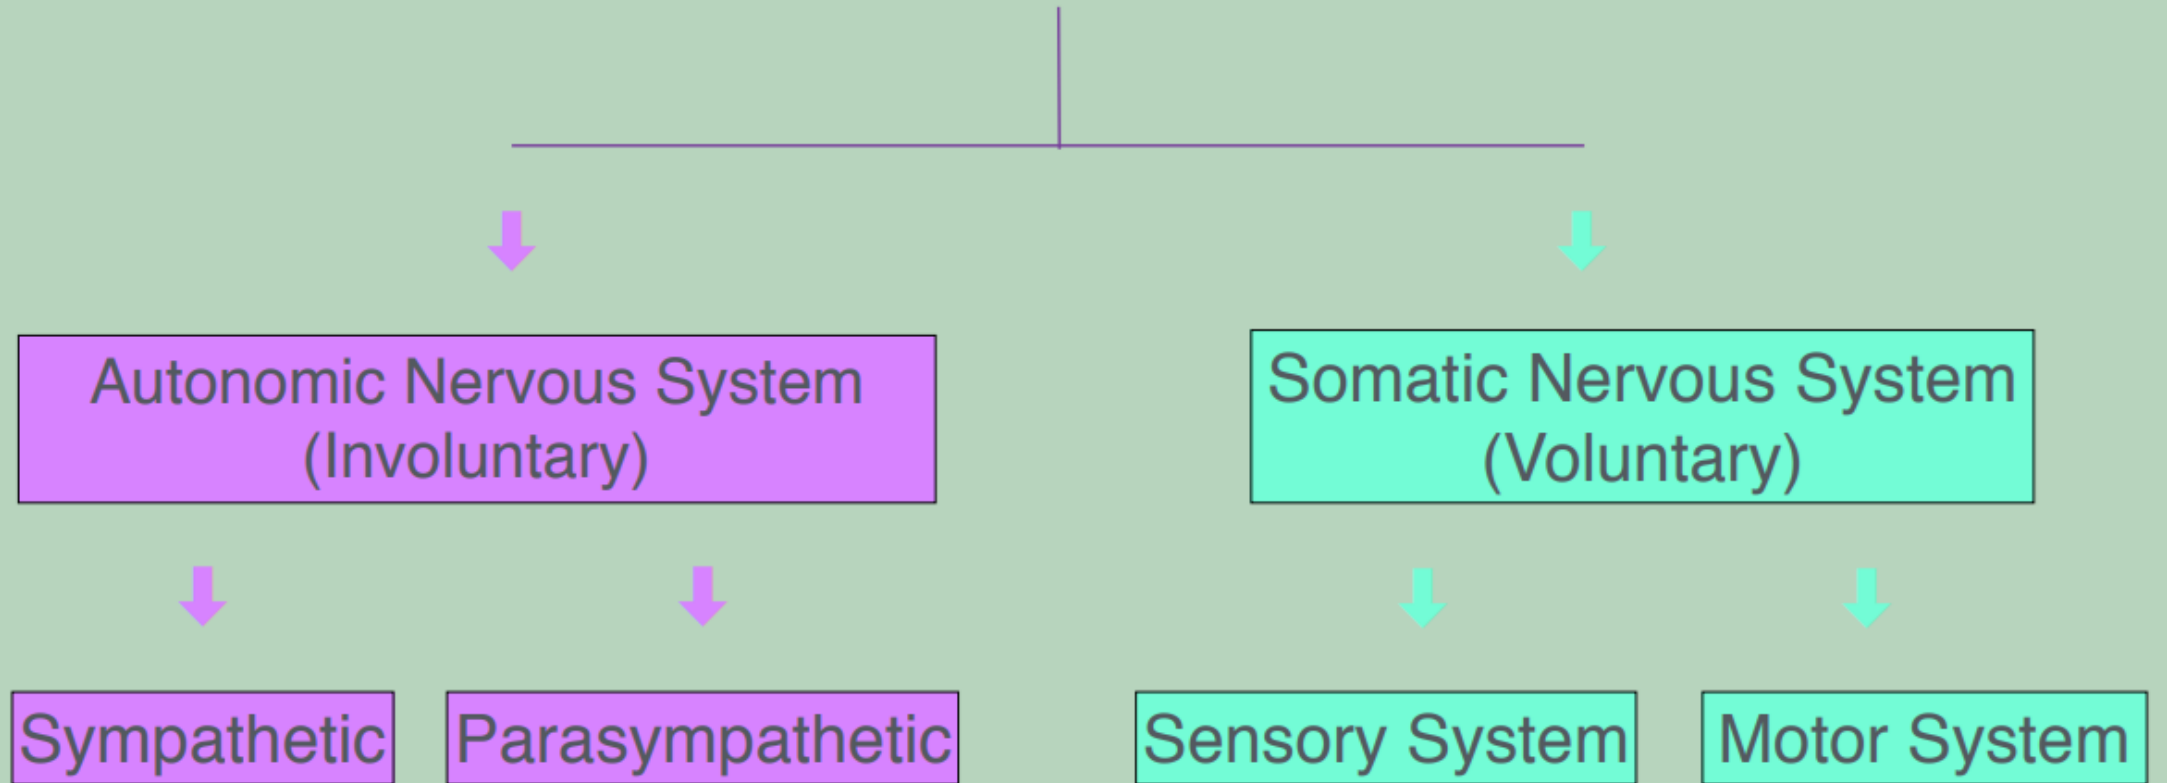 Autonomic Nervous System
(Involuntary)
Somatic Nervous System
(Voluntary)
Sympathetic
Parasympathetic
Sensory System
Motor System